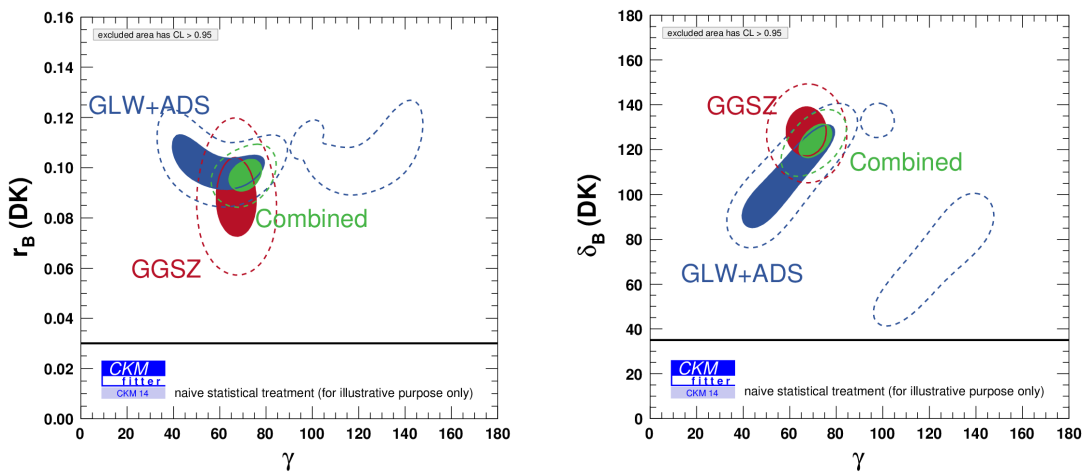 excluded area has CL > 0.95
r_B (DK)
0.16
0.14
0.12
0.10
0.08
0.06
0.04
0.02
0.00
GLW+ADS
Combined
GGSZ
CKM
fitter
CKM 14
naive statistical treatment (for illustrative purpose only)
0 20 40 60 80 100 120 140 160 180
γ
excluded area has CL > 0.95
δ_B (DK)
180
160
140
120
100
80
60
40
20
0
GGSZ
Combined
GLW+ADS
CKM
fitter
CKM 14
naive statistical treatment (for illustrative purpose only)
0 20 40 60 80 100 120 140 160 180
γ